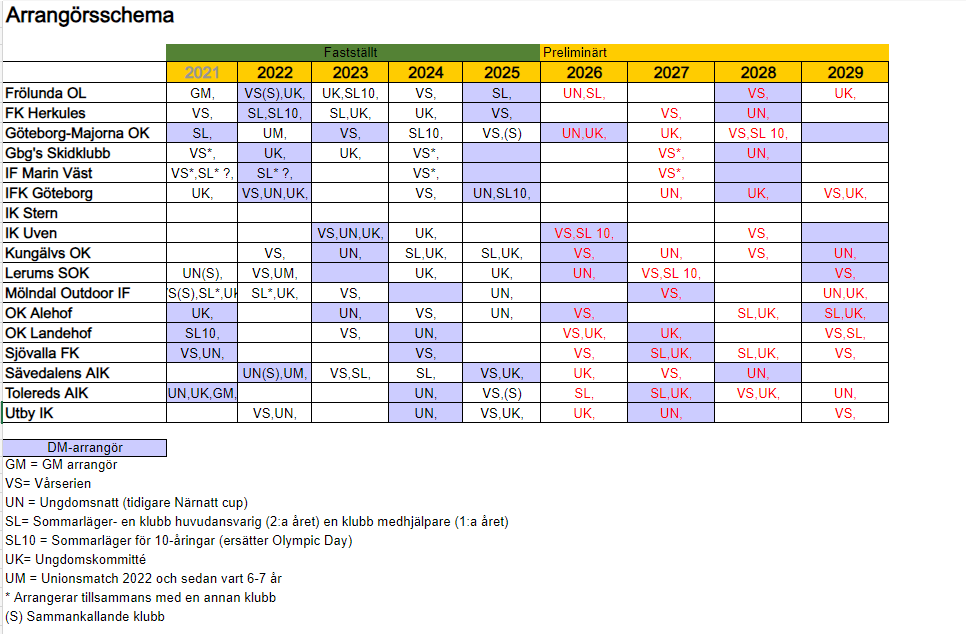 Arrangörsschema
Fastställt Preliminärt
2021 2022 2023 2024 2025 2026 2027 2028 2029
Frölunda OL GM, VS(S),UK, UK,SL10, VS, SL, UN,SL, VS, UK,
FK Herkules VS, SL,SL10, SL,UK, UK, VS, VS, UN,
Göteborg-Majorna OK SL, UM, VS, SL10, VS,(S) UN,UK, UK, VS,SL 10,
Gbg's Skidklubb VS*, UK, UK, VS*, VS*, UN,
IF Marin Väst VS*,SL* ?, SL* ?, VS*, VS*,
IFK Göteborg UK, VS,UN,UK, VS, UN,SL10, UN, UK, VS,UK,
IK Stern
IK Uven VS,UN,UK, UK, VS,SL 10, VS,
Kungälvs OK VS, UN, SL,UK, SL,UK, VS, UN, VS, UN,
Lerums SOK UN(S), VS,UM, UK, UK, UN, VS,SL 10, VS,
Mölndal Outdoor IF VS(S),SL*,UK SL*,UK, VS, UN, VS, UN,UK,
OK Alehof UK, UN, VS, UN, VS, SL,UK, SL,UK,
OK Landehof SL10, VS, UN, VS,UK, UK, VS,SL,
Sjövalla FK VS,UN, VS, VS, SL,UK, SL,UK, VS,
Sävedalens AIK UN(S),UM, VS,SL, SL, VS,UK, UK, VS, UN,
Tolereds AIK UN,UK,GM, UN, VS,(S) SL, SL,UK, VS,UK, UN,
Utby IK VS,UN, UN, VS,UK, UK, UN, VS,
DM-arrangör
GM = GM arrangör
VS= Vårserien
UN = Ungdomsnatt (tidigare Närnatt cup)
SL= Sommarläger- en klubb huvudansvarig (2:a året) en klubb medhjälpare (1:a året)
SL10 = Sommarläger för 10-åringar (ersätter Olympic Day)
UK= Ungdomskommitté
UM = Unionsmatch 2022 och sedan vart 6-7 år
* Arrangerar tillsammans med en annan klubb
(S) Sammankallande klubb